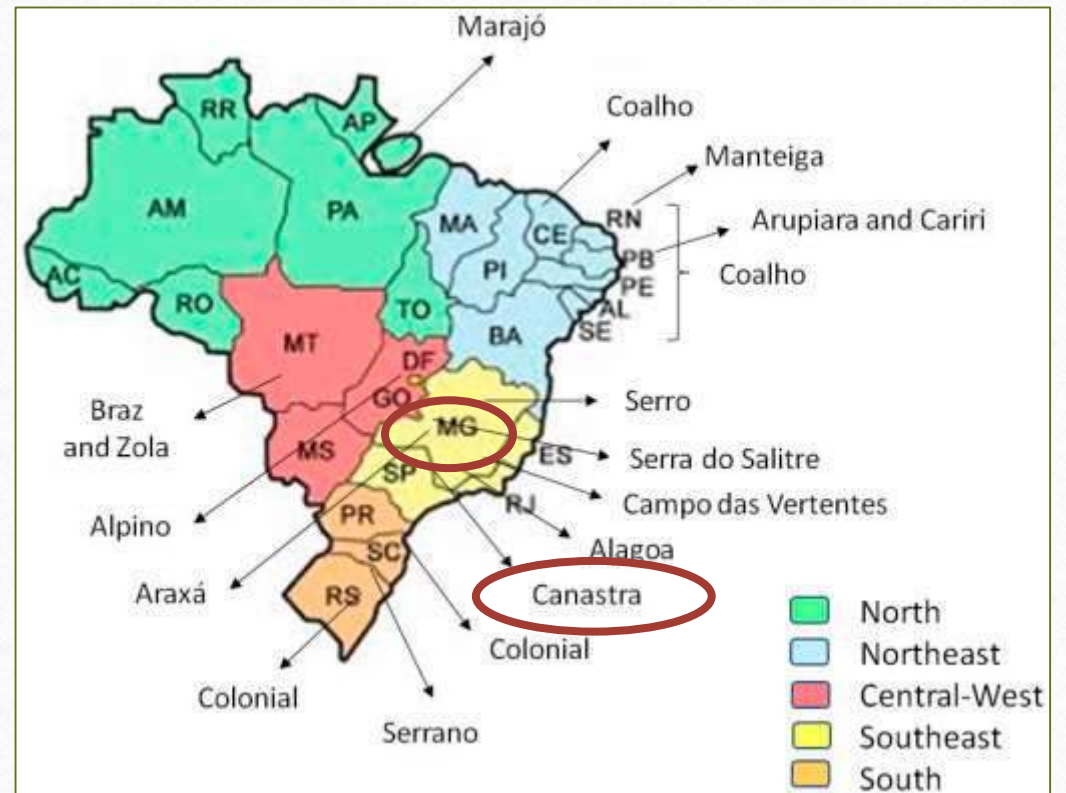 Marajó
Coalho
Manteiga
RR
AP
AM
PA
MA
CE
RN
Arupiara and Cariri
PB
PI
Coalho
PE
AC
RO
TO
AL
SE
BA
MT
DF
GO
Braz
and Zola
Serro
MG
MS
ES
Serra do Salitre
SP
RJ
Campo das Vertentes
Alpino
PR
Alagoa
SC
Araxá
RS
Canastra
Colonial
Colonial
Serrano
North
Northeast
Central-West
Southeast
South